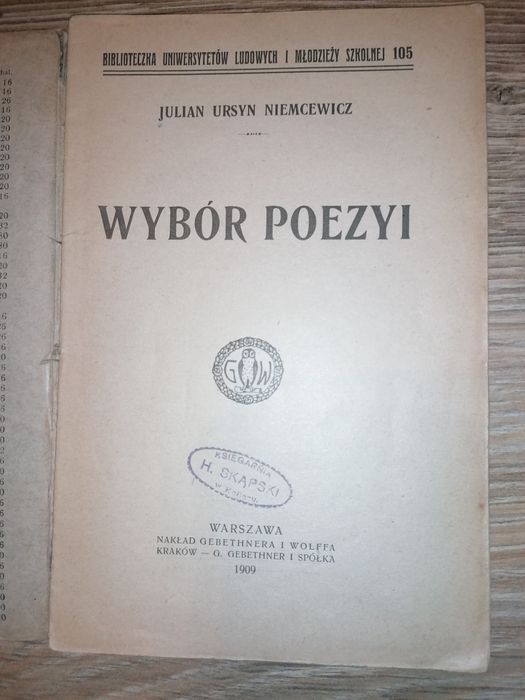 BIBLIOTECZKA UNIWERSYTETÓW LUDOWYCH I MŁODZIEŻY SZKOLNEJ 105
JULIAN URSYN NIEMCEWICZ
WYBÓR POEZYI
G W
KSIĘGARNIA
H. SKĄPSKI
WARSZAWA
NAKŁAD GEBETHNERA I WOLFFA
KRAKÓW — G. GEBETHNER I SPÓŁKA
1909